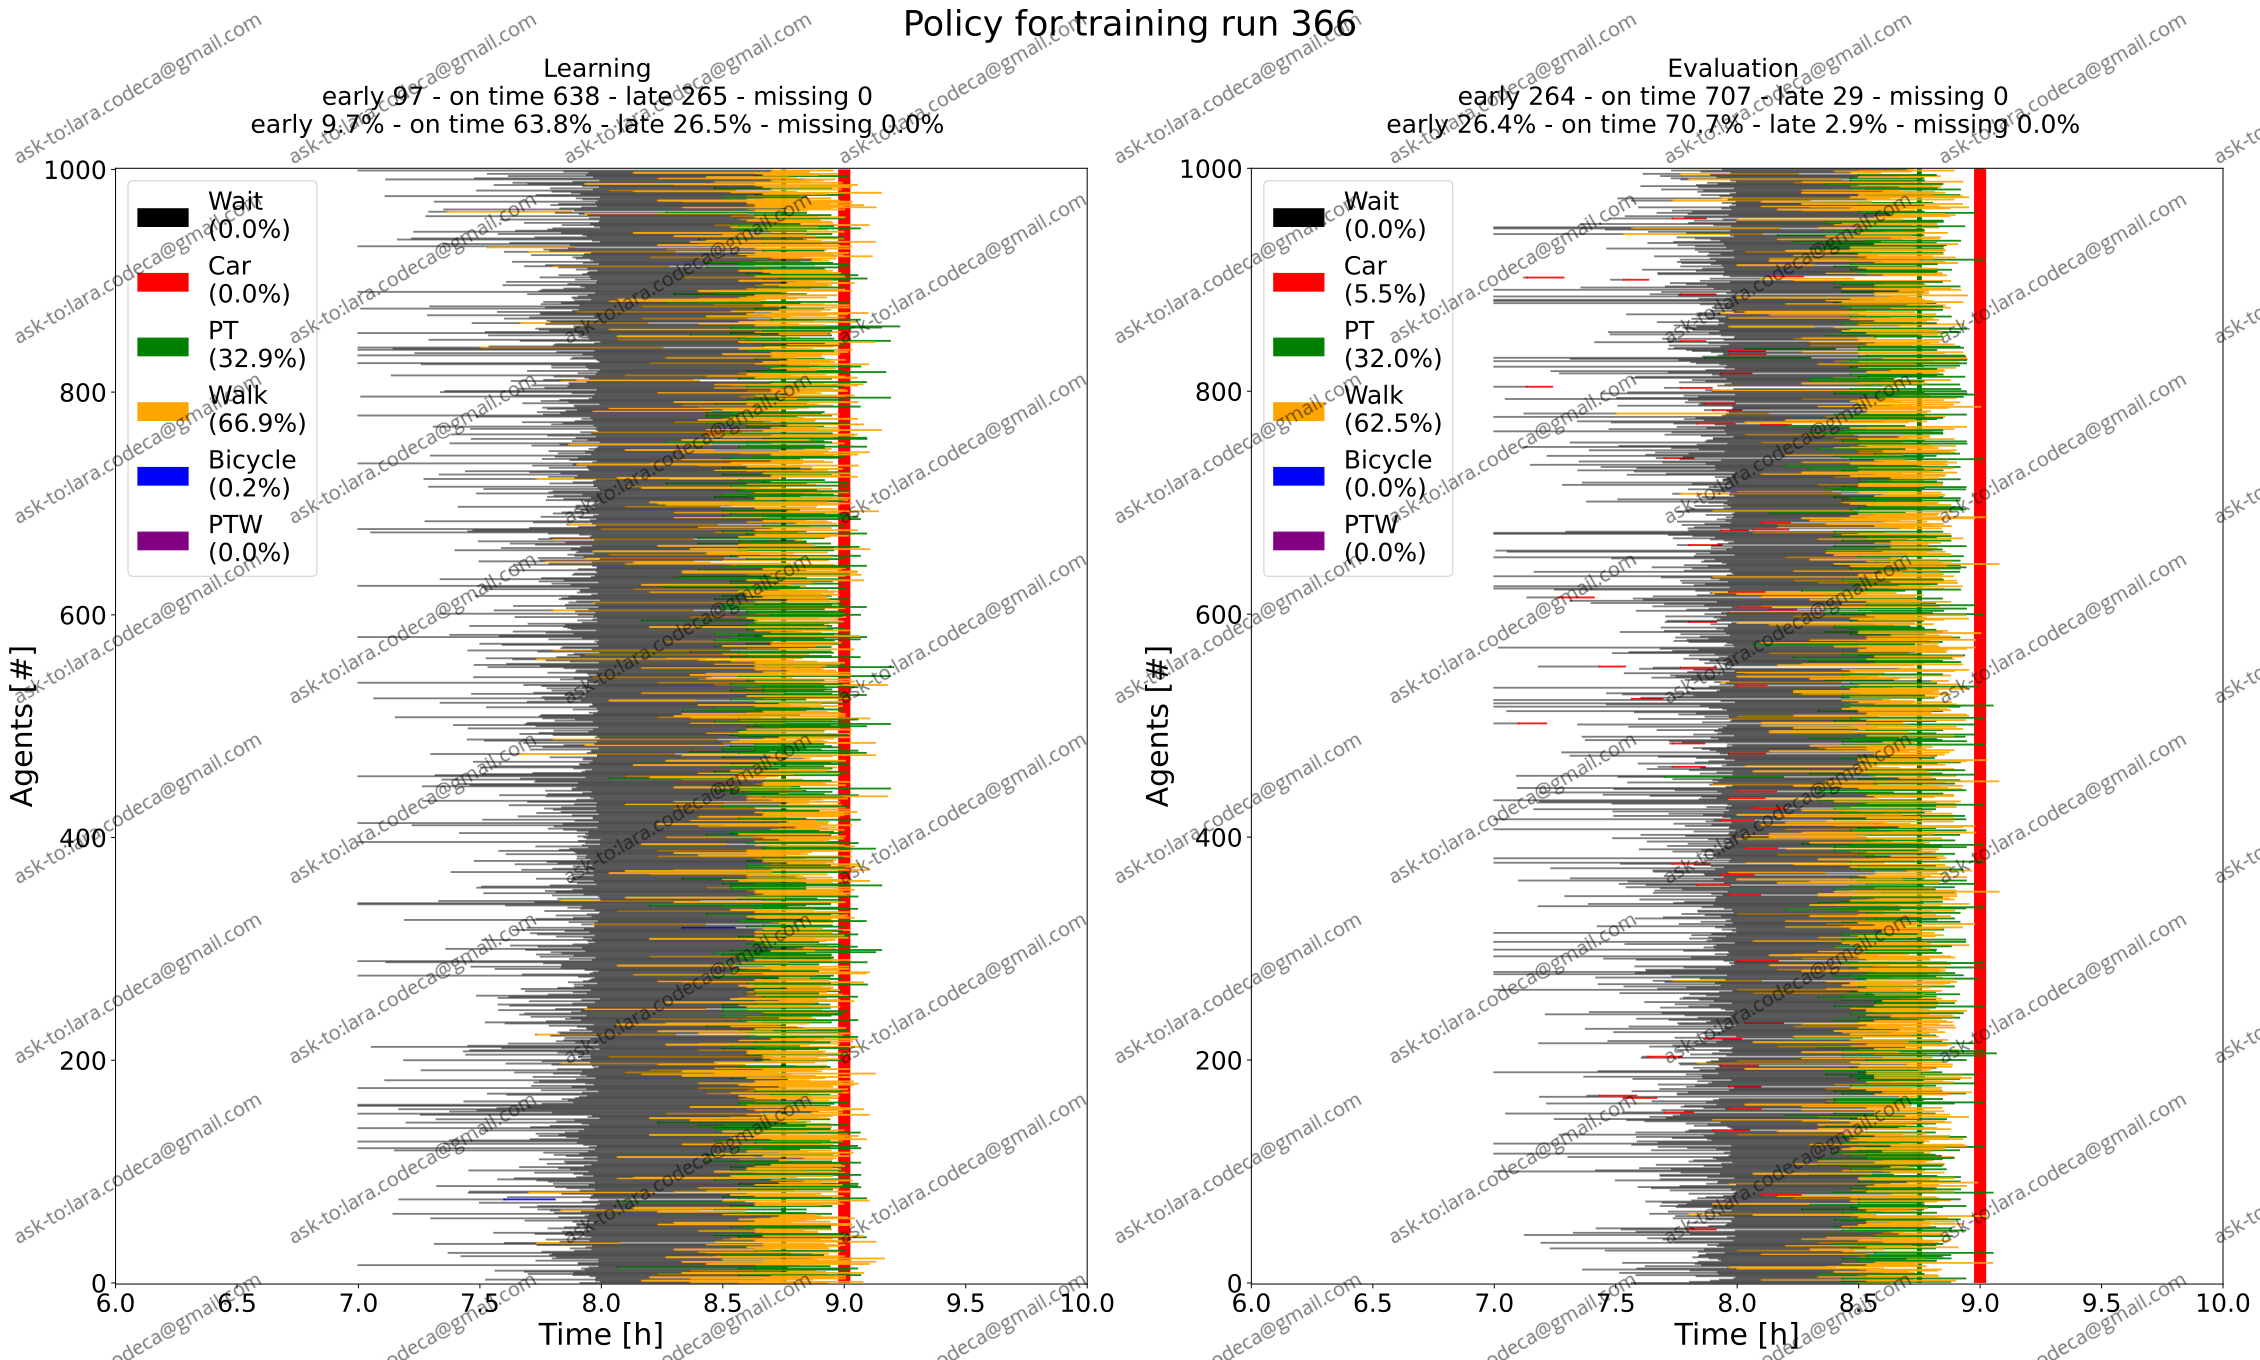 Policy for training run 366
Learning
early 97 - on time 638 - late 265 - missing 0
early 9.7% - on time 63.8% - late 26.5% - missing 0.0%
Wait
(0.0%)
Car
(0.0%)
PT
(32.9%)
Walk
(66.9%)
Bicycle
(0.2%)
PTW
(0.0%)
1000
800
600
400
200
0
Agents [#]
6.0 6.5 7.0 7.5 8.0 8.5 9.0 9.5 10.0
Time [h]
Evaluation
early 264 - on time 707 - late 29 - missing 0
early 26.4% - on time 70.7% - late 2.9% - missing 0.0%
Wait
(0.0%)
Car
(5.5%)
PT
(32.0%)
Walk
(62.5%)
Bicycle
(0.0%)
PTW
(0.0%)
1000
800
600
400
200
0
Agents [#]
6.0 6.5 7.0 7.5 8.0 8.5 9.0 9.5 10.0
Time [h]
ask-to:lara.codeca@gmail.com